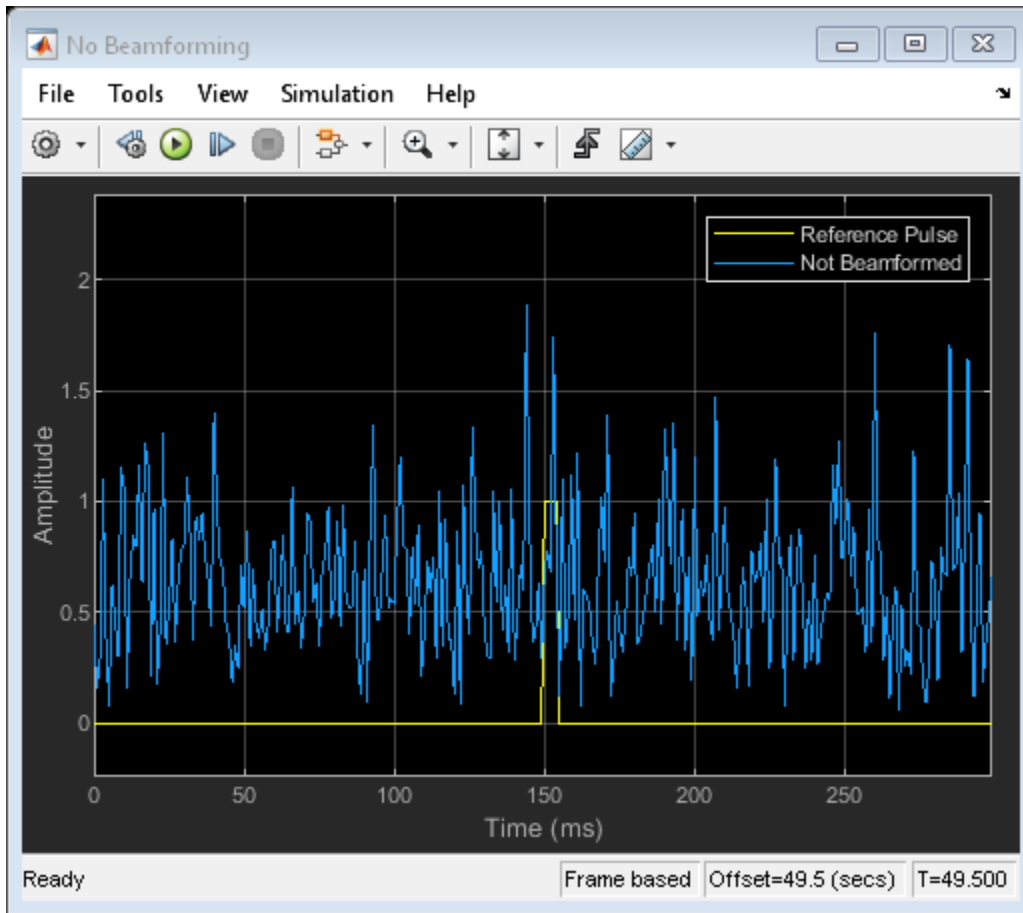 No Beamforming
File Tools View Simulation Help
Reference Pulse
Not Beamformed
2
1.5
1
0.5
0
Amplitude
0 50 100 150 200 250
Time (ms)
Ready Frame based Offset=49.5 (secs) T=49.500